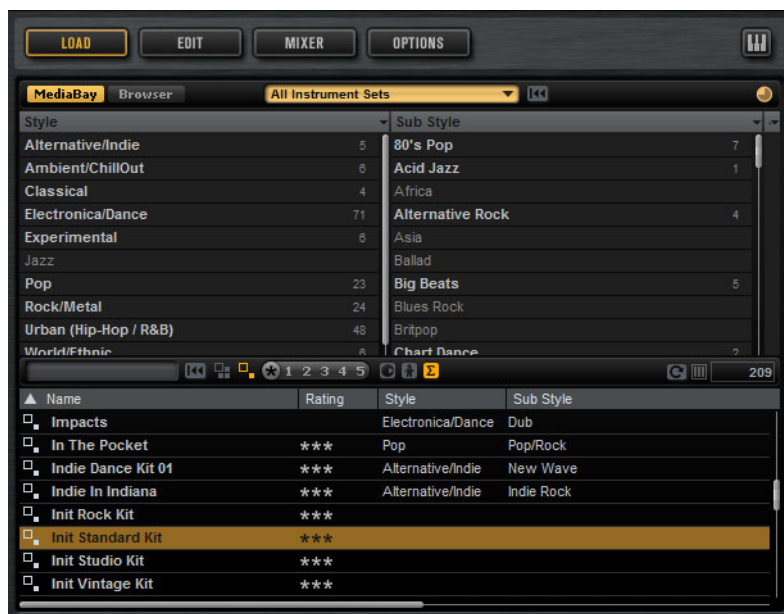 LOAD EDIT MIXER OPTIONS
MediaBay Browser All Instrument Sets
Style Sub Style
Alternative/Indie 5 80's Pop 7
Ambient/ChillOut 6 Acid Jazz 1
Classical 4 Africa
Electronica/Dance 71 Alternative Rock 4
Experimental 6 Asia
Jazz Ballad
Pop 23 Big Beats 5
Rock/Metal 24 Blues Rock
Urban (Hip-Hop / R&B) 48 Britpop
World/Ethnic 6 Chart Dance 2
1 2 3 4 5 Σ 209
Name Rating Style Sub Style
Impacts Electronica/Dance Dub
In The Pocket *** Pop Pop/Rock
Indie Dance Kit 01 *** Alternative/Indie New Wave
Indie In Indiana *** Alternative/Indie Indie Rock
Init Rock Kit ***
Init Standard Kit ***
Init Studio Kit ***
Init Vintage Kit ***